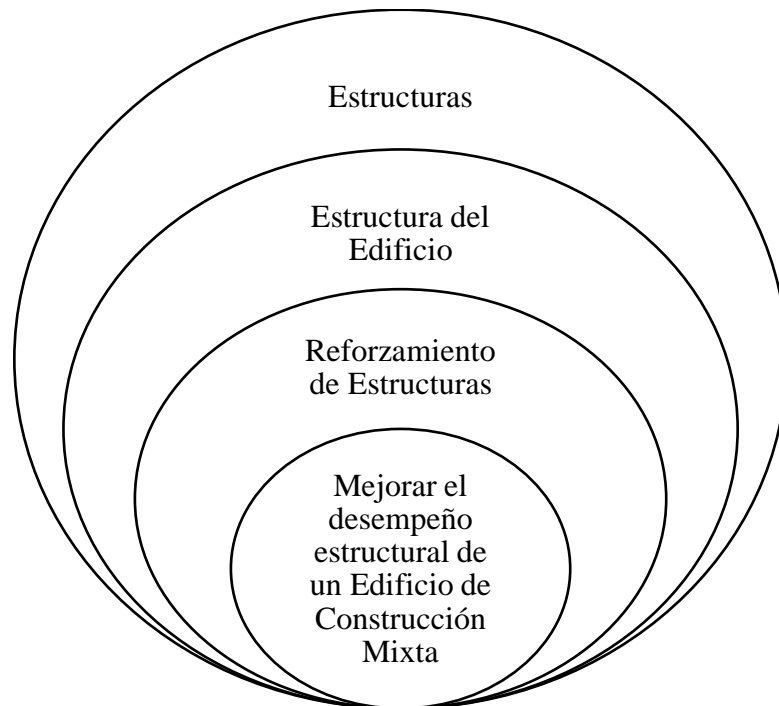 Estructuras
Estructura del
Edificio
Reforzamiento
de Estructuras
Mejorar el
desempeño
estructural de
un Edificio de
Construcción
Mixta